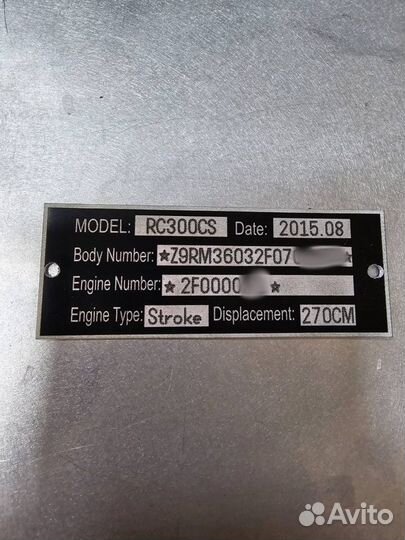 MODEL: RC300CS Date: 2015.08
Body Number: ★Z9RM36032F07 ★
Engine Number: ★ 2F0000 ★
Engine Type: Stroke Displacement: 270CM
Avito